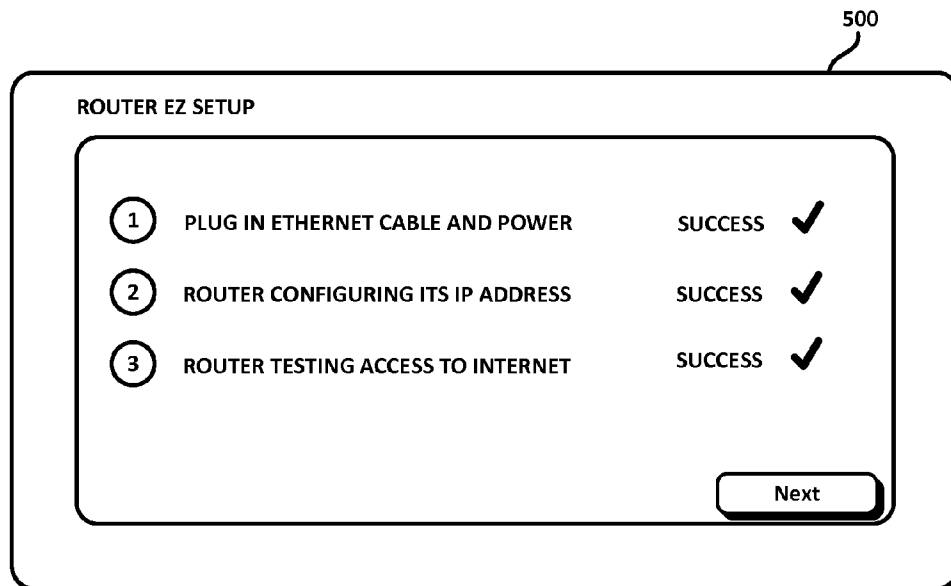 500
ROUTER EZ SETUP
1 PLUG IN ETHERNET CABLE AND POWER SUCCESS
2 ROUTER CONFIGURING ITS IP ADDRESS SUCCESS
3 ROUTER TESTING ACCESS TO INTERNET SUCCESS
Next